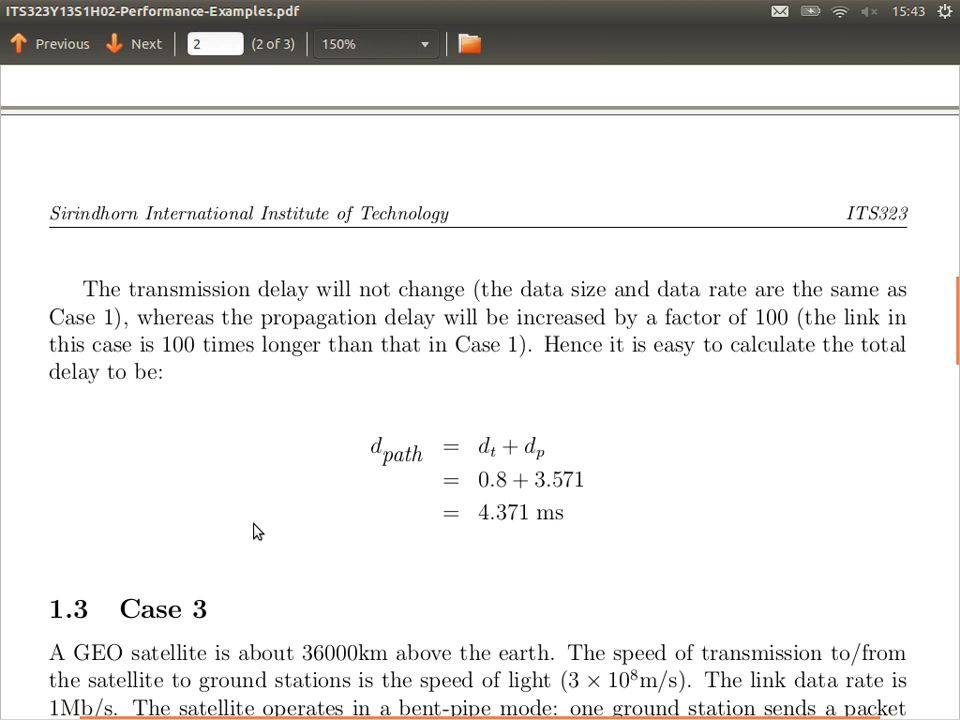 ITS323Y13S1H02-Performance-Examples.pdf 15:43
Previous Next 2 (2 of 3) 150%
Sirindhorn International Institute of Technology ITS323
The transmission delay will not change (the data size and data rate are the same as
Case 1), whereas the propagation delay will be increased by a factor of 100 (the link in
this case is 100 times longer than that in Case 1). Hence it is easy to calculate the total
delay to be:
d_path = d_t + d_p
= 0.8 + 3.571
= 4.371 ms
1.3 Case 3
A GEO satellite is about 36000km above the earth. The speed of transmission to/from
the satellite to ground stations is the speed of light (3 × 10⁸m/s). The link data rate is
1Mb/s. The satellite operates in a bent-pipe mode: one ground station sends a packet